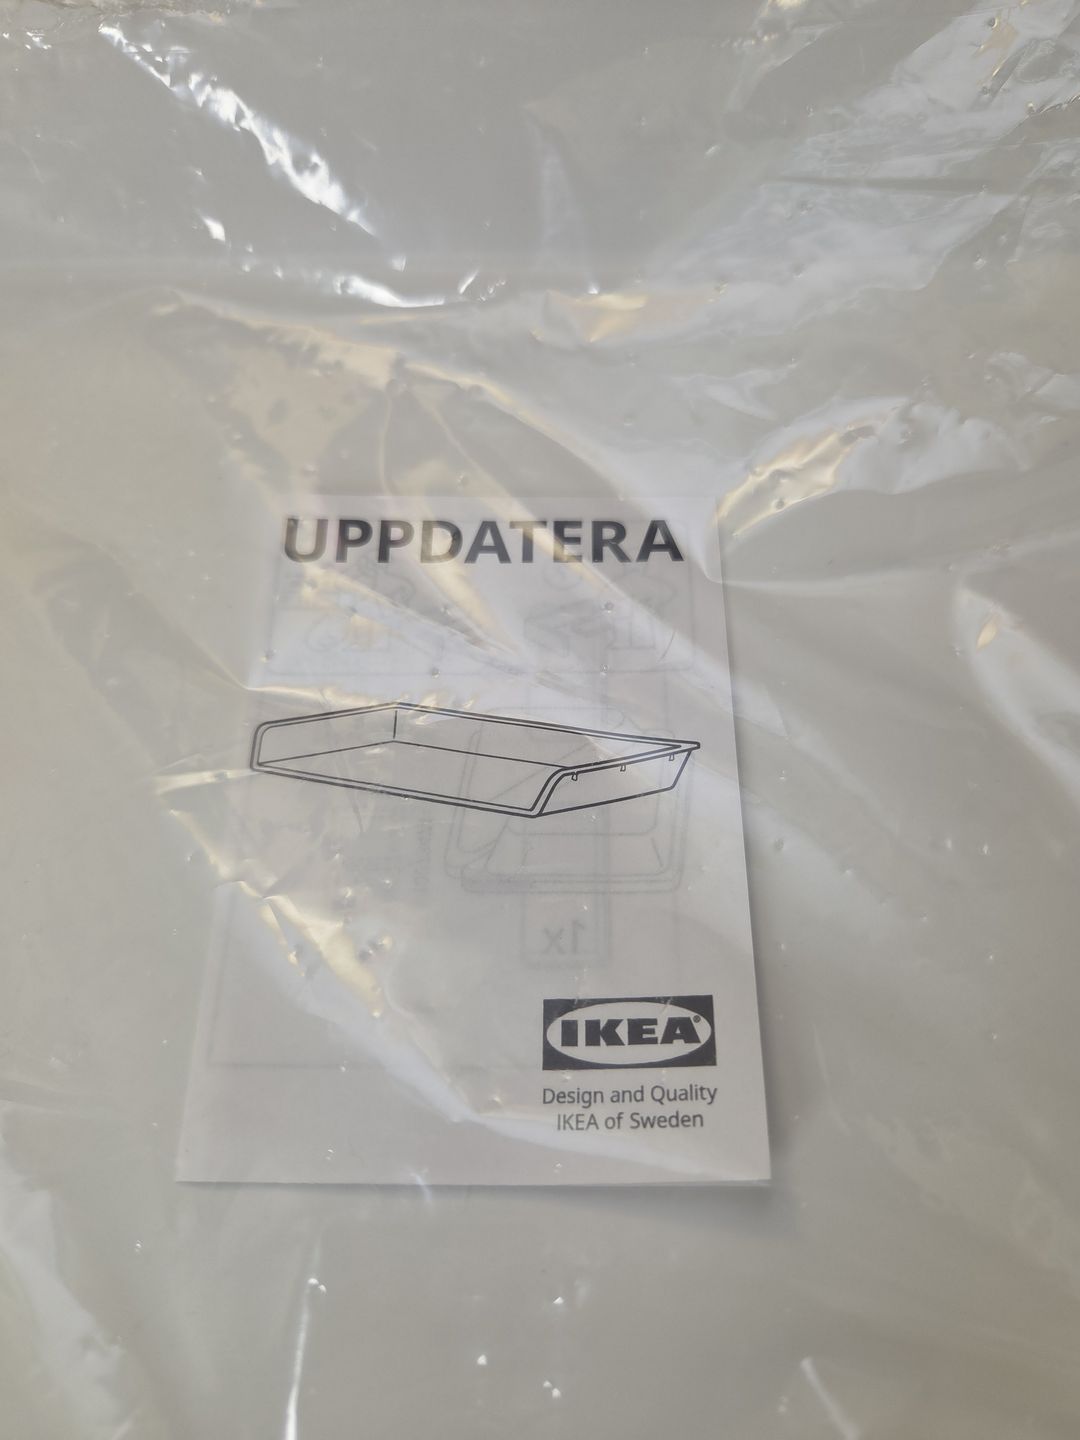 UPPDATERA
1x
IKEA®
Design and Quality
IKEA of Sweden